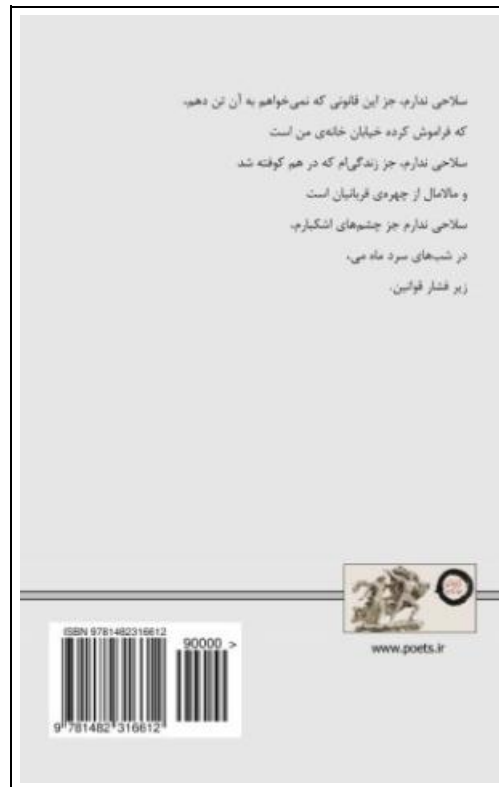 سلاحی ندارم، جز این قانونی که نمی‌خواهم به آن تن دهم،
که فراموش کرده خیابان خانه‌ی من است
سلاحی ندارم، جز زندگی‌ام که در هم کوفته شد
و مالامال از چهره‌ی قربانیان است
سلاحی ندارم جز چشم‌های اشکبارم،
در شب‌های سرد ماه می،
زیر فشار قوانین.
www.poets.ir
ISBN 9781482316612
90000 >
9 781482 316612